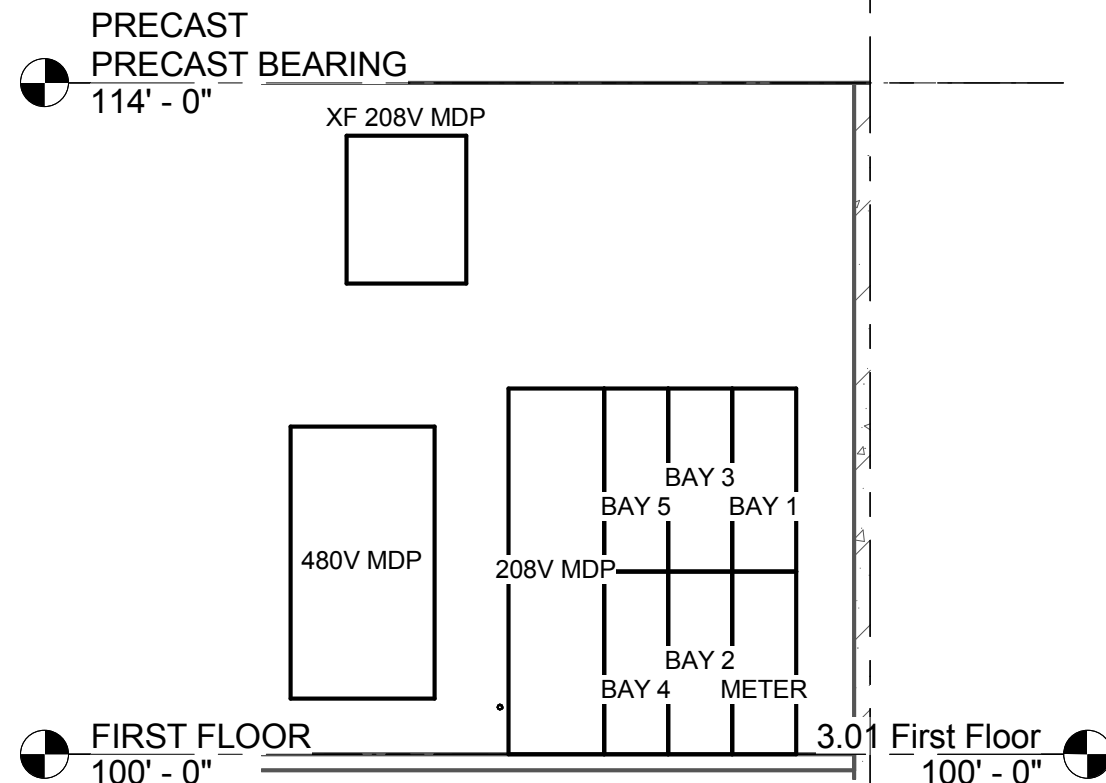 PRECAST
PRECAST BEARING
114' - 0"
XF 208V MDP
BAY 3
BAY 5
BAY 1
480V MDP
208V MDP
BAY 2
BAY 4
METER
FIRST FLOOR
100' - 0"
3.01 First Floor
100' - 0"